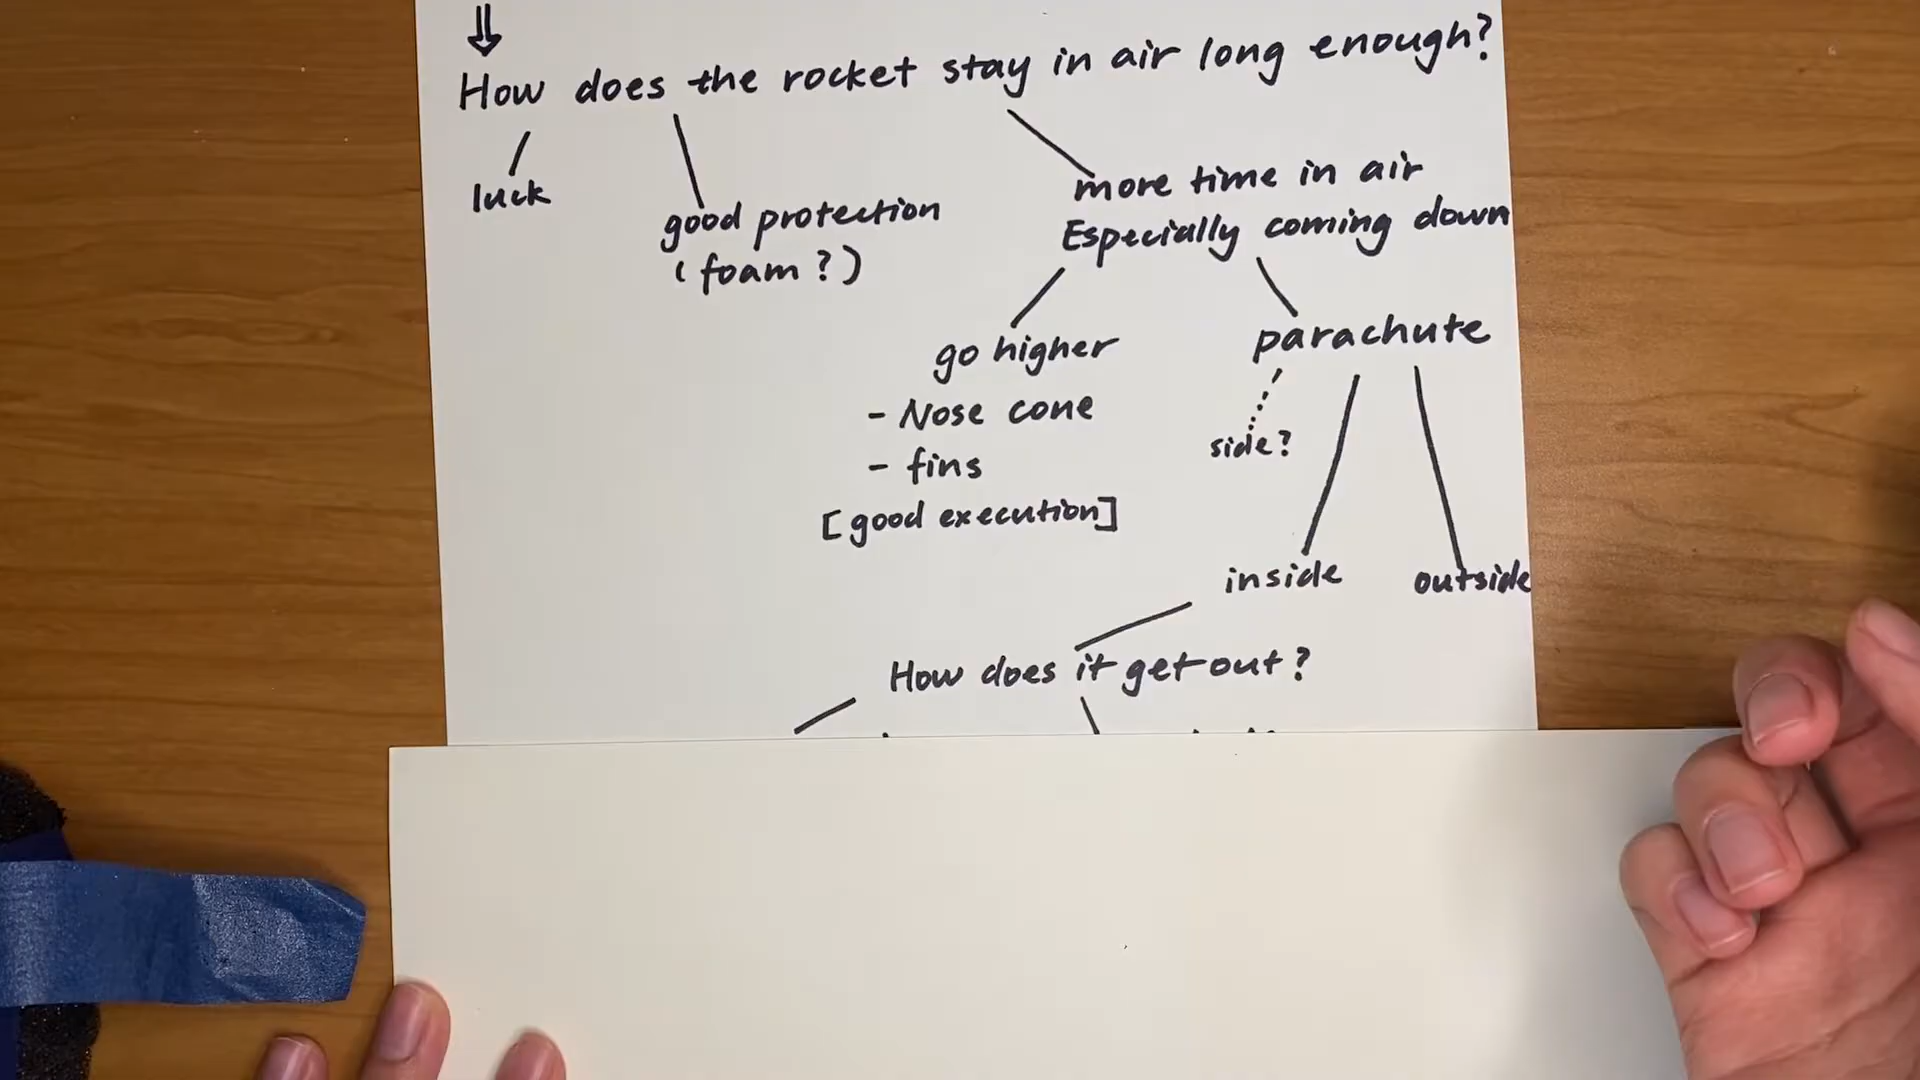 How does the rocket stay in air long enough?
luck
good protection
(foam?)
more time in air
Especially coming down
go higher
- Nose cone
- fins
[good execution]
parachute
side?
inside
outside
How does it get out?